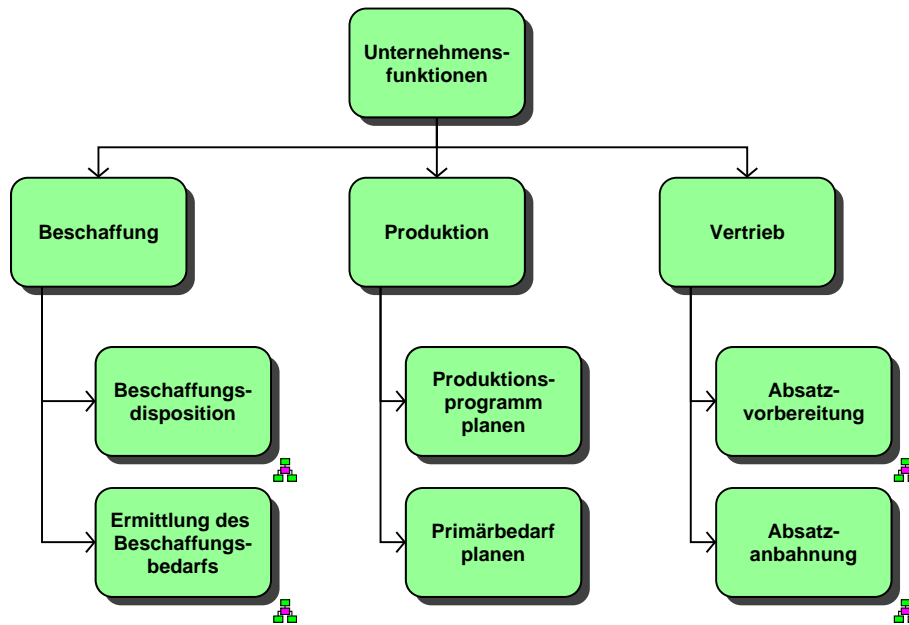 Unternehmens-
funktionen
Beschaffung
Produktion
Vertrieb
Beschaffungs-
disposition
Produktions-
programm
planen
Absatz-
vorbereitung
Ermittlung des
Beschaffungs-
bedarfs
Primärbedarf
planen
Absatz-
anbahnung